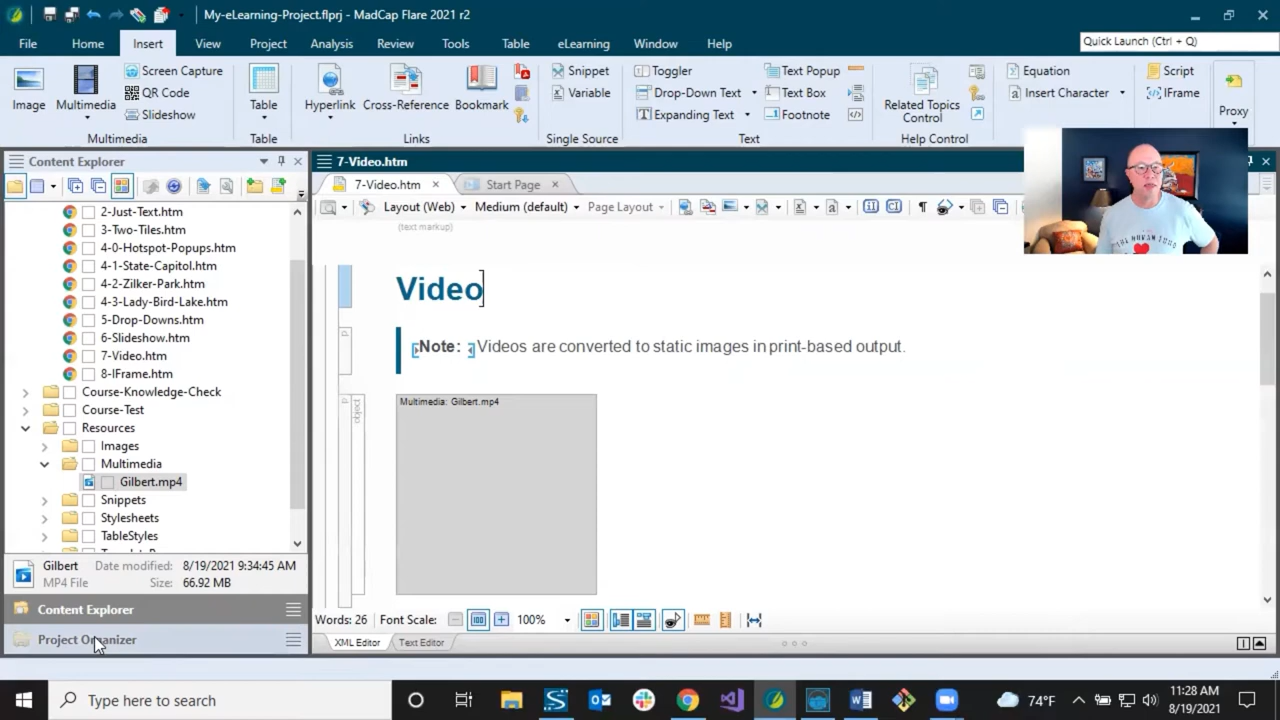 My-eLearning-Project.flprj - MadCap Flare 2021 r2
File Home Insert View Project Analysis Review Tools Table eLearning Window Help
Quick Launch (Ctrl + Q)
Image
Multimedia
Screen Capture
QR Code
Slideshow
Multimedia
Table
Table
Hyperlink
Cross-Reference
Bookmark
Links
Snippet
Variable
Single Source
Toggler
Drop-Down Text
Expanding Text
Text Popup
Text Box
Footnote
Text
Related Topics
Control
Help Control
Equation
Insert Character
Script
IFrame
Proxy
Content Explorer
2-Just-Text.htm
3-Two-Tiles.htm
4-0-Hotspot-Popups.htm
4-1-State-Capitol.htm
4-2-Zilker-Park.htm
4-3-Lady-Bird-Lake.htm
5-Drop-Downs.htm
6-Slideshow.htm
7-Video.htm
8-IFrame.htm
Course-Knowledge-Check
Course-Test
Resources
Images
Multimedia
Gilbert.mp4
Snippets
Stylesheets
TableStyles
Gilbert Date modified: 8/19/2021 9:34:45 AM
MP4 File Size: 66.92 MB
Content Explorer
Project Organizer
7-Video.htm
7-Video.htm Start Page
Layout (Web) Medium (default) Page Layout
(text markup)
Video
Note: Videos are converted to static images in print-based output.
object
Multimedia: Gilbert.mp4
Words: 26 Font Scale: 100%
XML Editor Text Editor
Type here to search
74°F
11:28 AM
8/19/2021